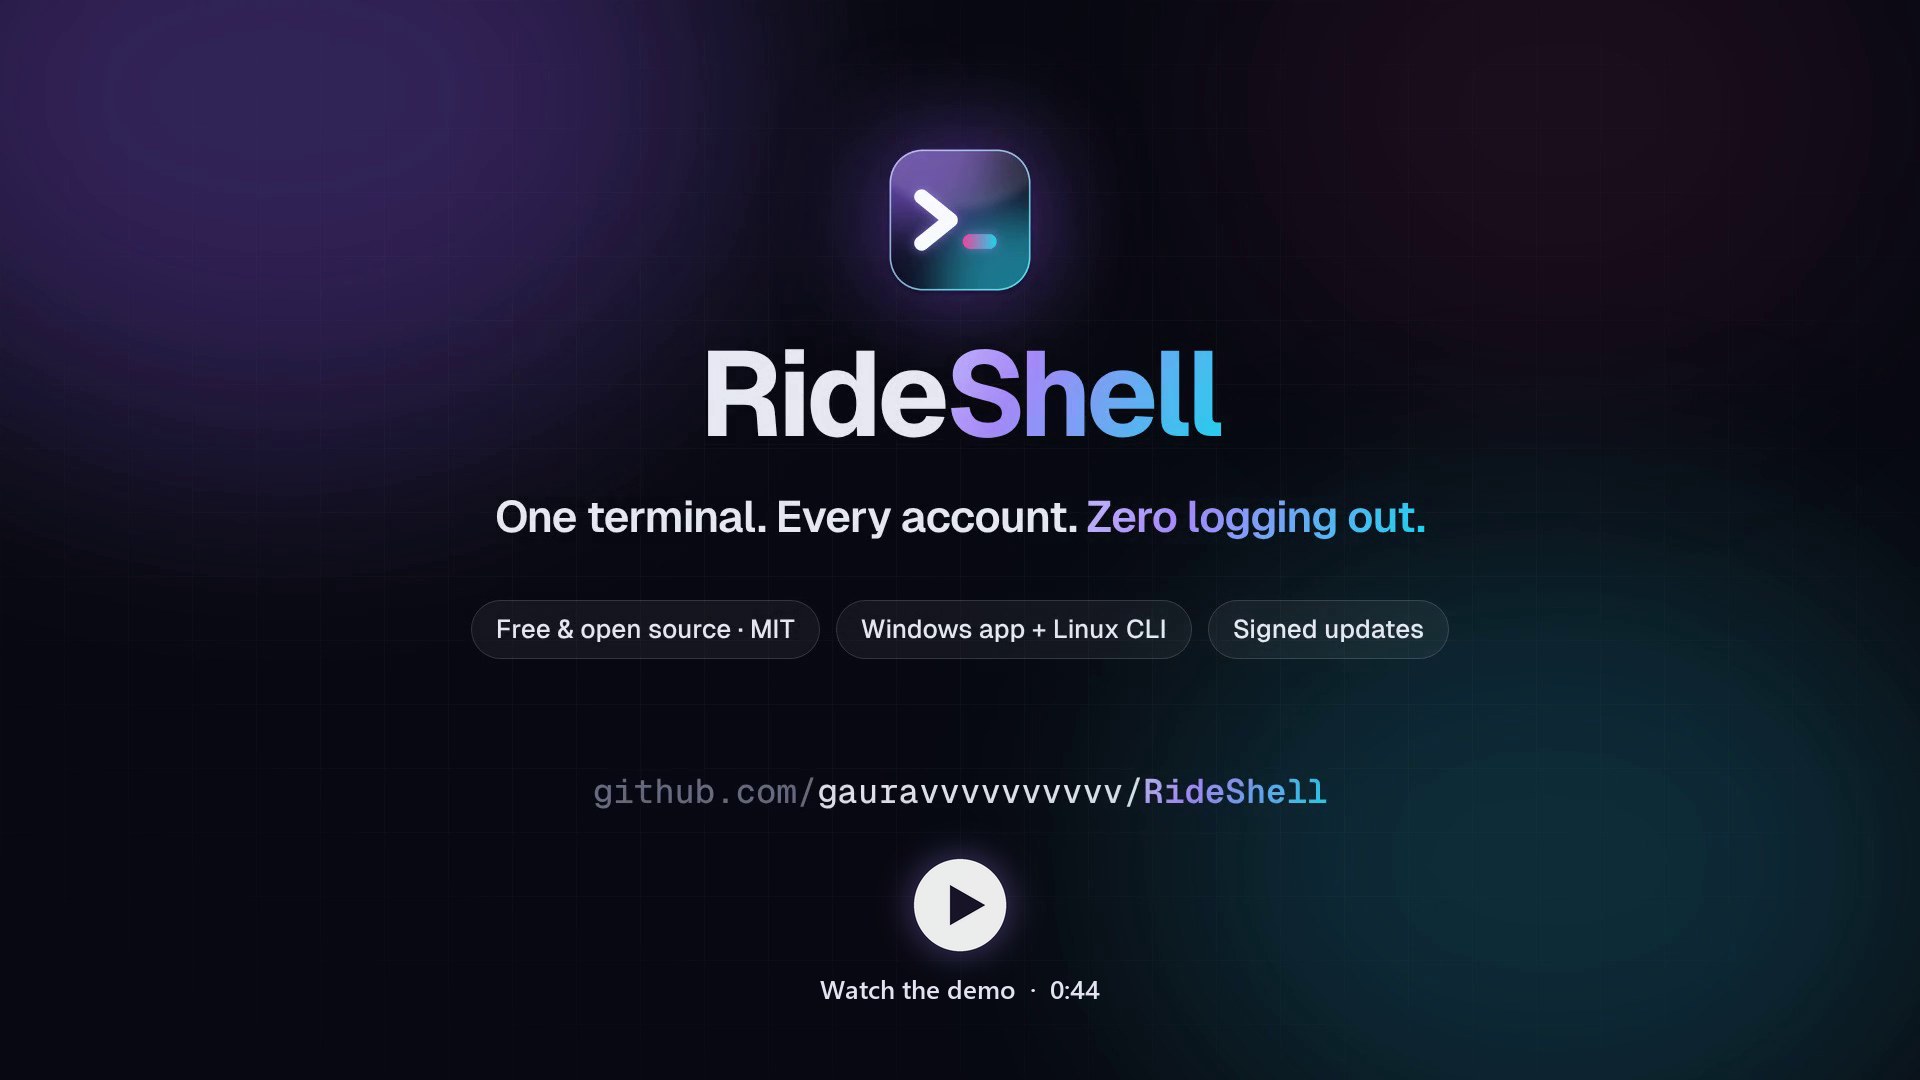 RideShell
One terminal. Every account. Zero logging out.
Free & open source · MIT
Windows app + Linux CLI
Signed updates
github.com/gauravvvvvvvvvv/RideShell
Watch the demo · 0:44